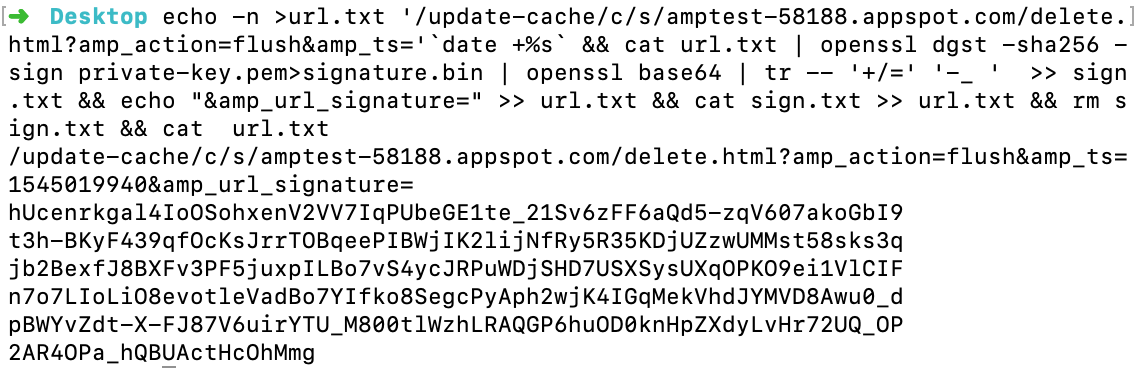 [➜  Desktop echo -n >url.txt '/update-cache/c/s/amptest-58188.appspot.com/delete.]
html?amp_action=flush&amp_ts='`date +%s` && cat url.txt | openssl dgst -sha256 -
sign private-key.pem>signature.bin | openssl base64 | tr -- '+/=' '-_ '  >> sign
.txt && echo "&amp_url_signature=" >> url.txt && cat sign.txt >> url.txt && rm s
ign.txt && cat  url.txt
/update-cache/c/s/amptest-58188.appspot.com/delete.html?amp_action=flush&amp_ts=
1545019940&amp_url_signature=
hUcenrkgal4IoOSohxenV2VV7IqPUbeGE1te_21Sv6zFF6aQd5-zqV607akoGbI9
t3h-BKyF439qfOcKsJrrTOBqeePIBWjIK2lijNfRy5R35KDjUZzwUMMst58sks3q
jb2BexfJ8BXFv3PF5juxpILBo7vS4ycJRPuWDjSHD7USXSysUXqOPKO9ei1VlCIF
n7o7LIoLiO8evotleVadBo7YIfko8SegcPyAph2wjK4IGqMekVhdJYMVD8Awu0_d
pBWYvZdt-X-FJ87V6uirYTU_M800tlWzhLRAQGP6huOD0knHpZXdyLvHr72UQ_OP
2AR4OPa_hQBUActHcOhMmg